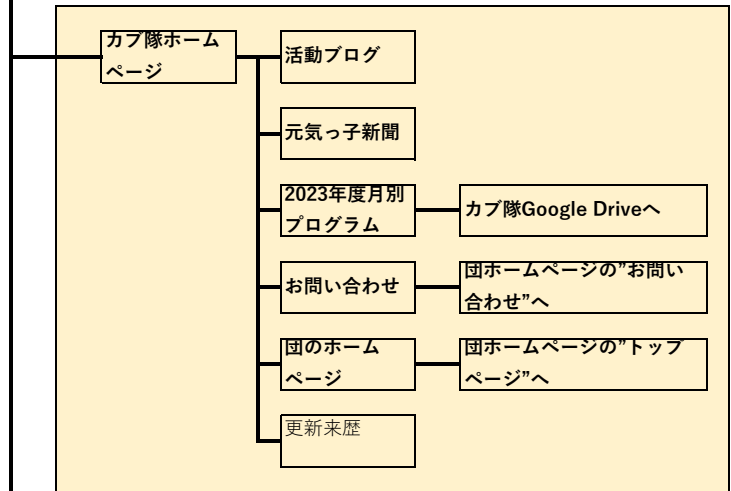 カブ隊ホーム
ページ
活動ブログ
元気っ子新聞
2023年度月別
プログラム
カブ隊Google Driveへ
お問い合わせ
団ホームページの”お問い
合わせ”へ
団のホーム
ページ
団ホームページの”トップ
ページ”へ
更新来歴